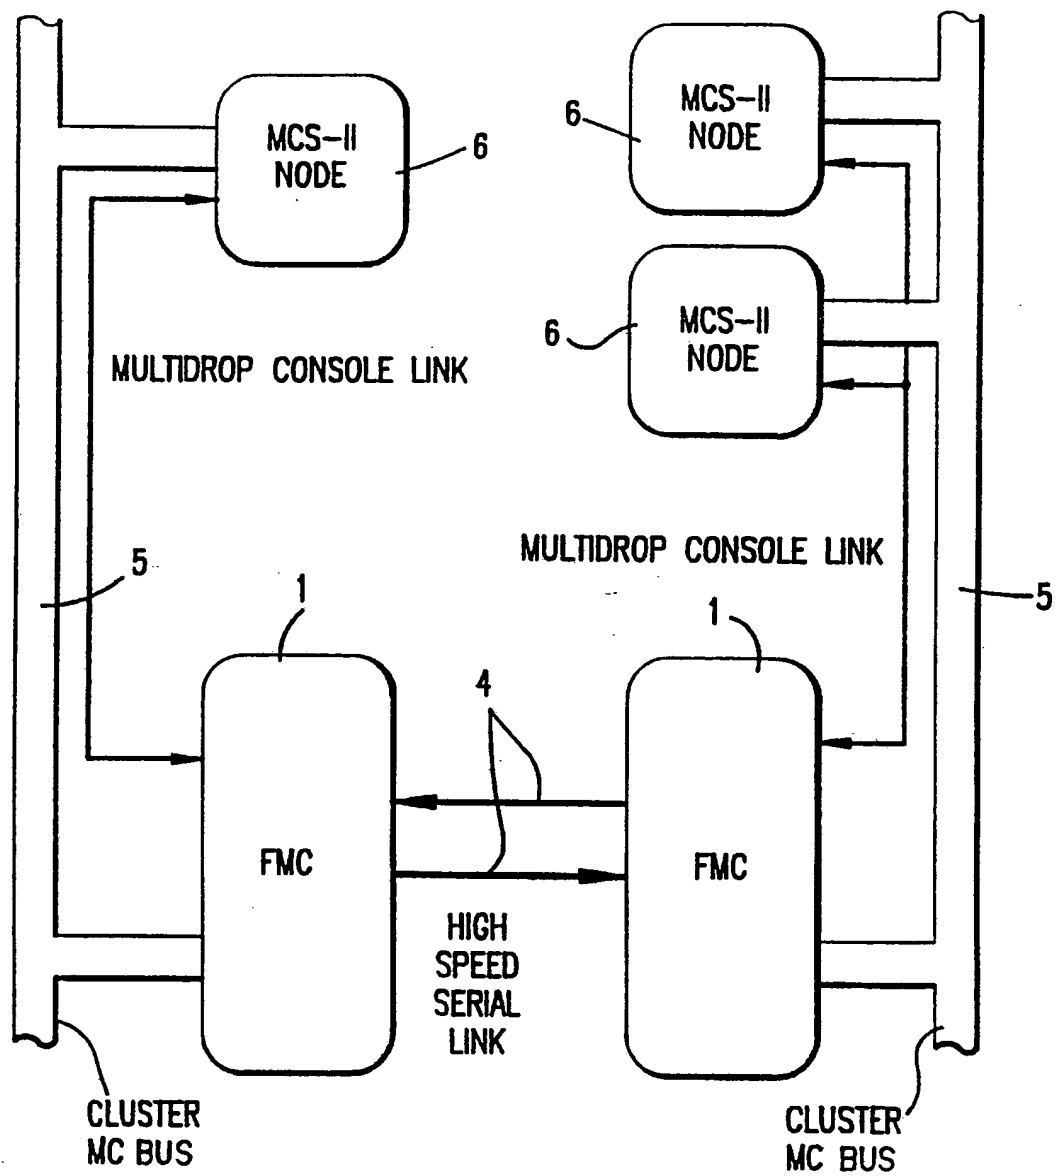 MCS-II
NODE
6
6
MCS-II
NODE
6
MCS-II
NODE
MULTIDROP CONSOLE LINK
MULTIDROP CONSOLE LINK
5
5
1
1
4
FMC
FMC
HIGH
SPEED
SERIAL
LINK
CLUSTER
MC BUS
CLUSTER
MC BUS